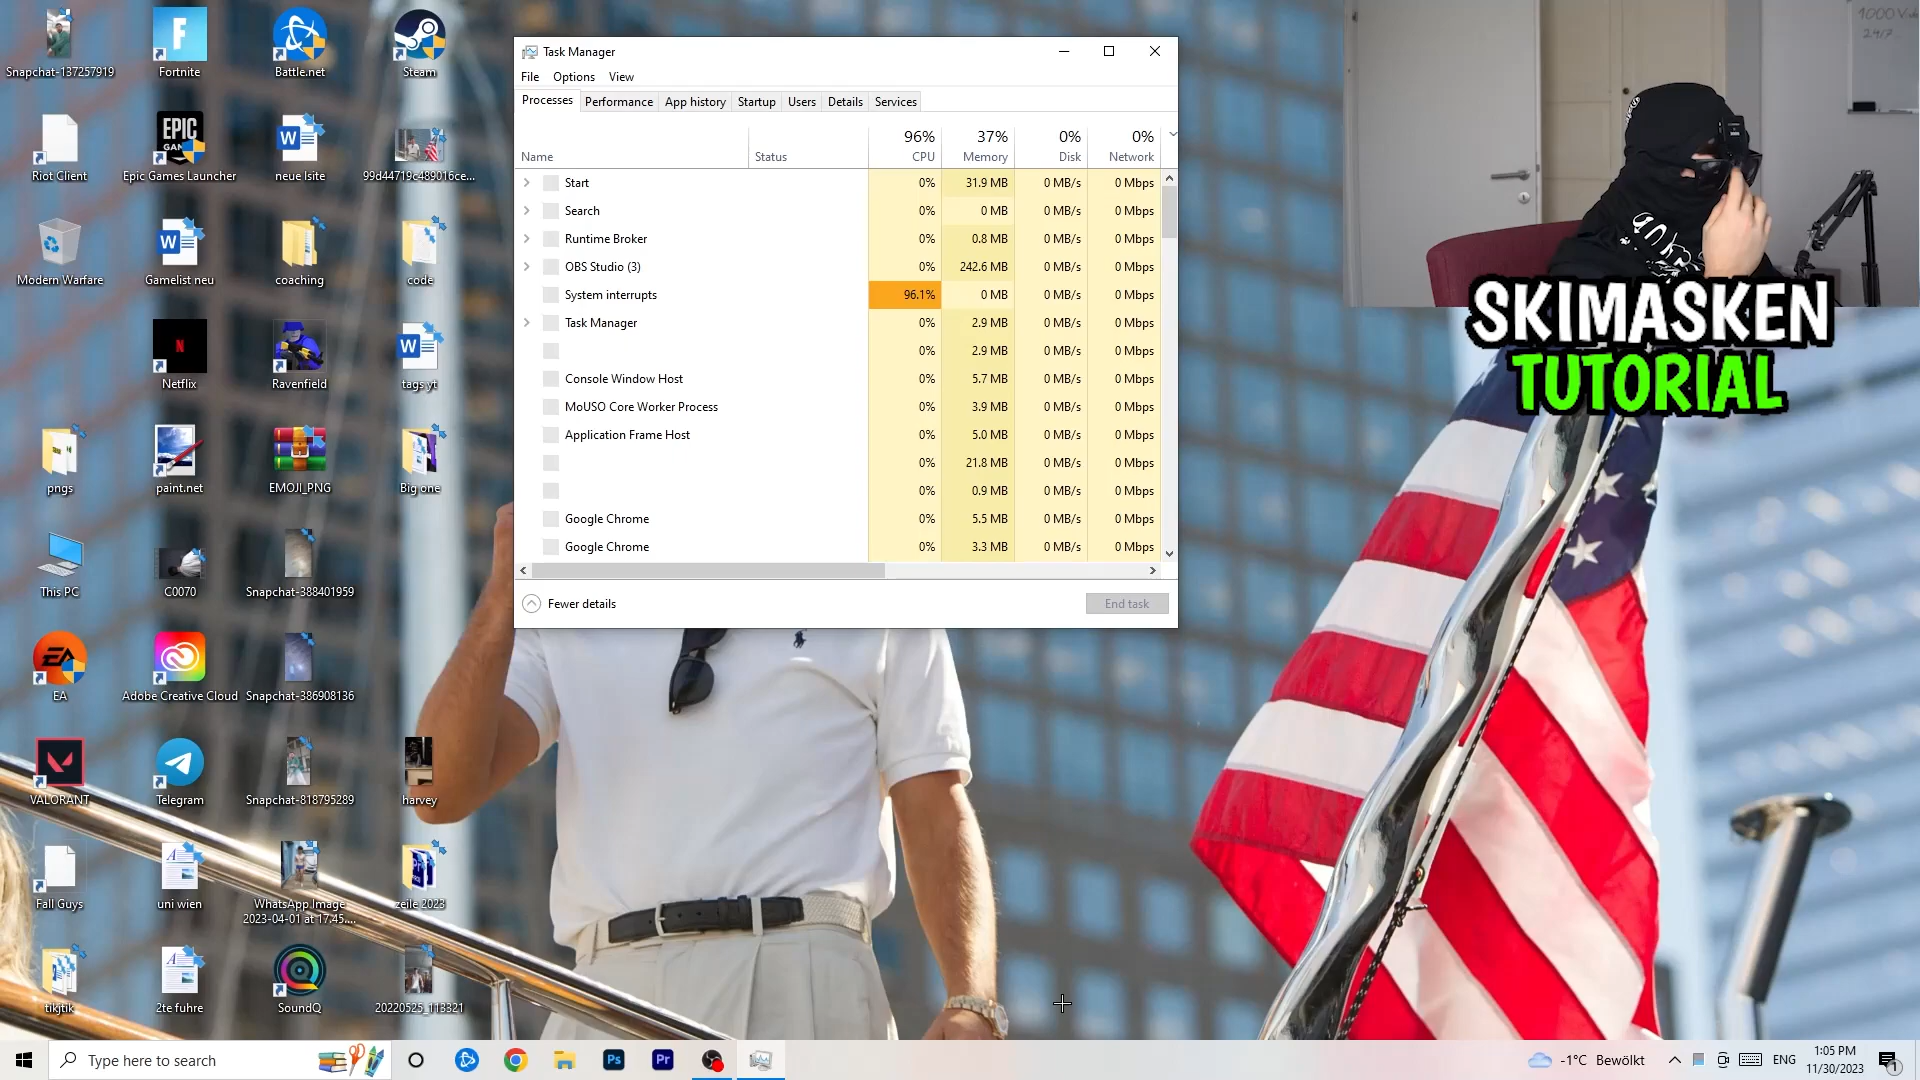 Snapchat-137257919
Fortnite
Battle.net
Steam
Riot Client
EPIC
GAMES
Epic Games Launcher
neue lsite
99d44719c489016ce...
Modern Warfare
Gamelist neu
coaching
code
Netflix
Ravenfield
tags yt
pngs
paint.net
EMOJI_PNG
Big one
This PC
C0070
Snapchat-388401959
EA
Adobe Creative Cloud
Snapchat-386908136
VALORANT
Telegram
Snapchat-818795289
harvey
Fall Guys
uni wien
WhatsApp Image
2023-04-01 at 17.45....
zeile 2023
tikjtik
2te fuhre
SoundQ
20220525_113321
Task Manager
File Options View
Processes Performance App history Startup Users Details Services
96% 37% 0% 0%
Name Status CPU Memory Disk Network
Start 0% 31.9 MB 0 MB/s 0 Mbps
Search 0% 0 MB 0 MB/s 0 Mbps
Runtime Broker 0% 0.8 MB 0 MB/s 0 Mbps
OBS Studio (3) 0% 242.6 MB 0 MB/s 0 Mbps
System interrupts 96.1% 0 MB 0 MB/s 0 Mbps
Task Manager 0% 2.9 MB 0 MB/s 0 Mbps
0% 2.9 MB 0 MB/s 0 Mbps
Console Window Host 0% 5.7 MB 0 MB/s 0 Mbps
MoUSO Core Worker Process 0% 3.9 MB 0 MB/s 0 Mbps
Application Frame Host 0% 5.0 MB 0 MB/s 0 Mbps
0% 21.8 MB 0 MB/s 0 Mbps
0% 0.9 MB 0 MB/s 0 Mbps
Google Chrome 0% 5.5 MB 0 MB/s 0 Mbps
Google Chrome 0% 3.3 MB 0 MB/s 0 Mbps
Fewer details End task
1000
24/7
SKIMASKEN
TUTORIAL
Type here to search
Ps
Pr
-1°C Bewölkt
ENG
1:05 PM
11/30/2023
1